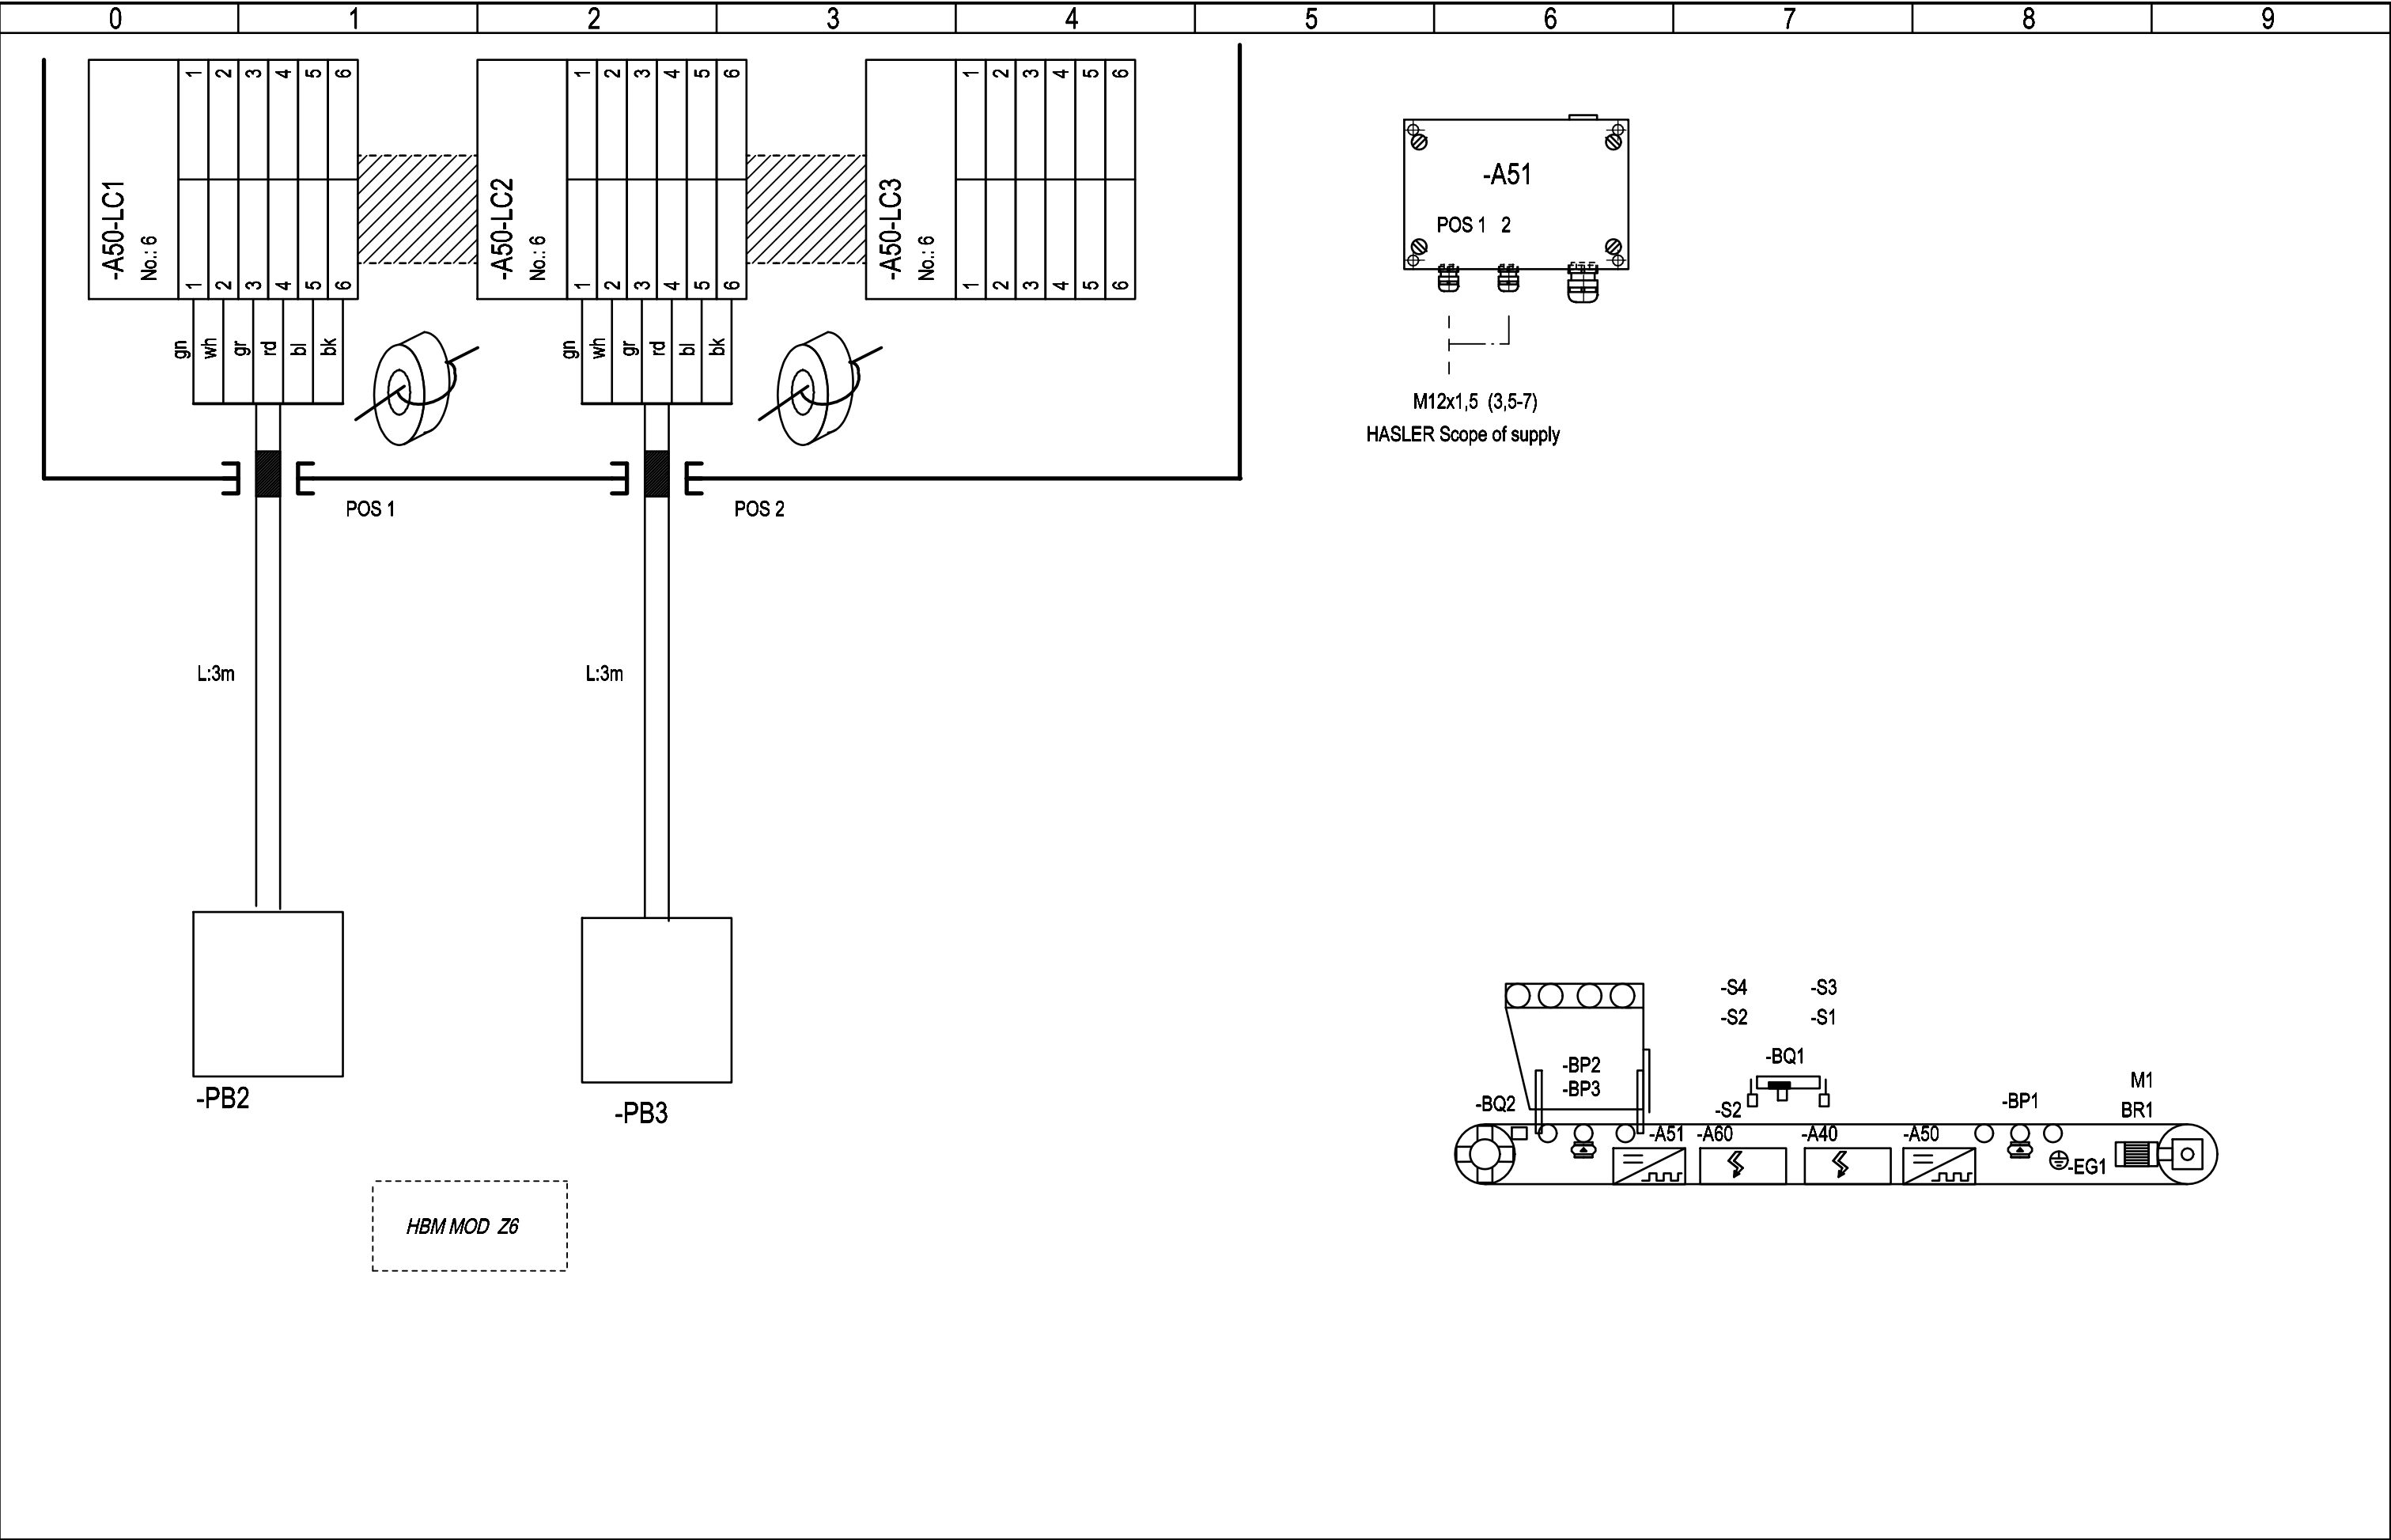 0 1 2 3 4 5 6 7 8 9
-A50-LC1
No.: 6
1 2 3 4 5 6
1 2 3 4 5 6
gn wh gr rd bl bk
-A50-LC2
No.: 6
1 2 3 4 5 6
1 2 3 4 5 6
gn wh gr rd bl bk
-A50-LC3
No.: 6
1 2 3 4 5 6
1 2 3 4 5 6
POS 1
POS 2
L:3m
L:3m
-PB2
-PB3
HBM MOD Z6
-A51
POS 1 2
M12x1,5 (3,5-7)
HASLER Scope of supply
-S4 -S3
-S2 -S1
-BQ1
-BP2
-BP3
-BQ2
-S2
-BP1
M1
BR1
-A51 -A60 -A40 -A50
-EG1